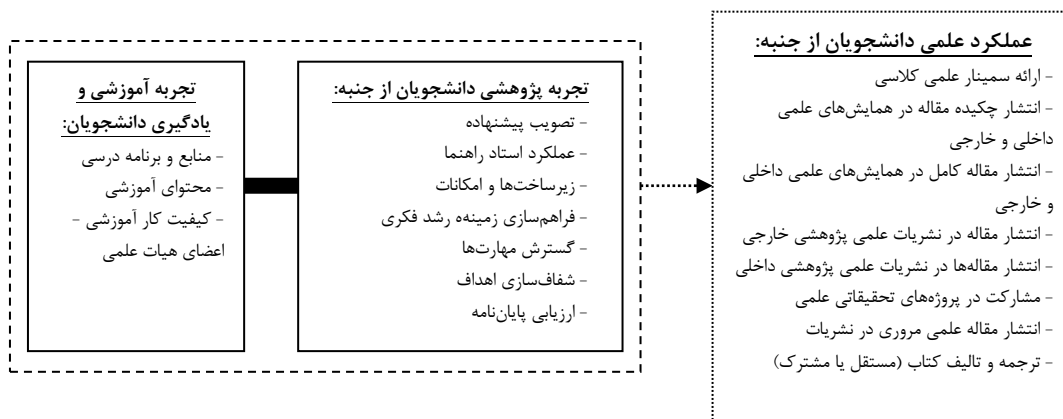 عملکرد علمی دانشجویان از جنبه:
- ارائه سمینار علمی کلاسی
- انتشار چکیده مقاله در همایش‌های علمی
داخلی و خارجی
- انتشار مقاله کامل در همایش‌های علمی داخلی
و خارجی
- انتشار مقاله در نشریات علمی پژوهشی خارجی
- انتشار مقاله‌ها در نشریات علمی پژوهشی داخلی
- مشارکت در پروژه‌های تحقیقاتی علمی
- انتشار مقاله علمی مروری در نشریات
- ترجمه و تالیف کتاب (مستقل یا مشترک)
تجربه پژوهشی دانشجویان از جنبه:
- تصویب پیشنهاده
- عملکرد استاد راهنما
- زیرساخت‌ها و امکانات
- فراهم‌سازی زمینه‌ه رشد فکری
- گسترش مهارت‌ها
- شفاف‌سازی اهداف
- ارزیابی پایان‌نامه
تجربه آموزشی و
یادگیری دانشجویان:
- منابع و برنامه درسی
- محتوای آموزشی
- کیفیت کار آموزشی -
اعضای هیات علمی